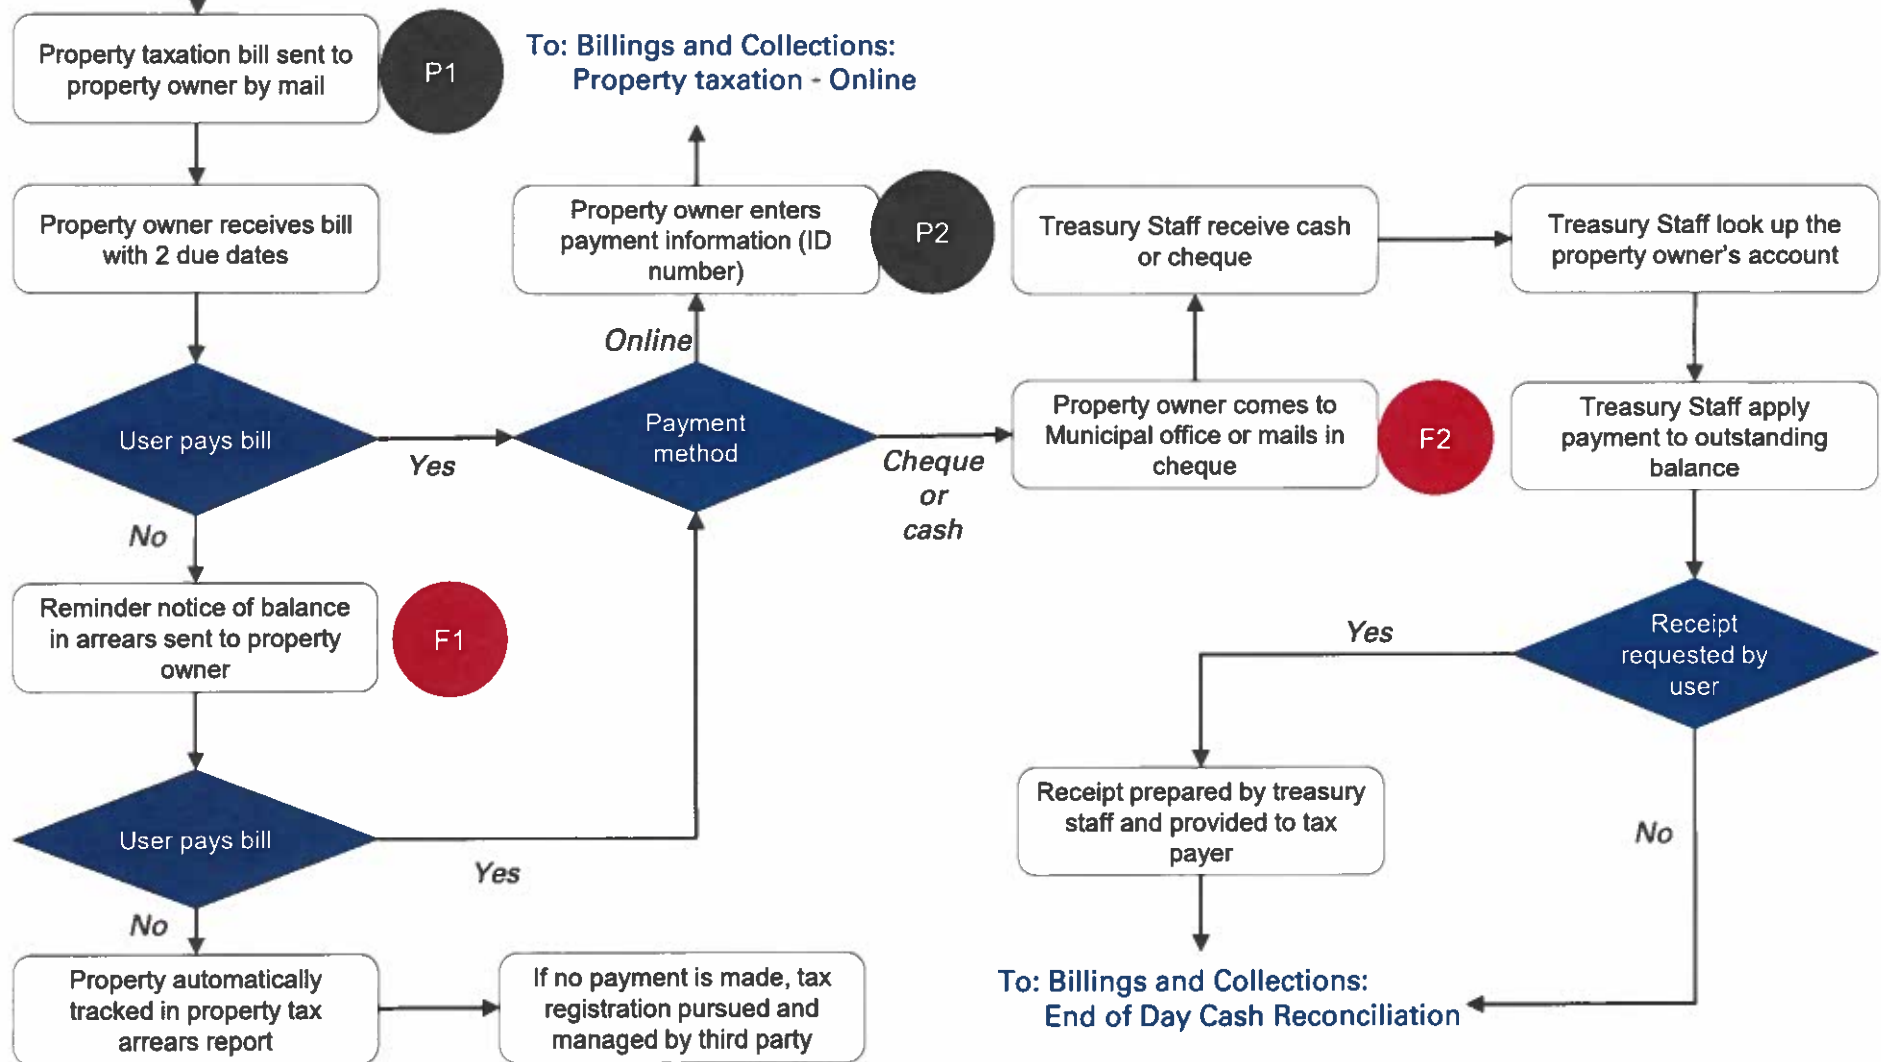 Property taxation bill sent to
property owner by mail
P1
To: Billings and Collections:
Property taxation - Online
Property owner receives bill
with 2 due dates
Property owner enters
payment information (ID
number)
P2
Treasury Staff receive cash
or cheque
Treasury Staff look up the
property owner's account
Online
User pays bill
Yes
Payment
method
Cheque
or
cash
Property owner comes to
Municipal office or mails in
cheque
F2
Treasury Staff apply
payment to outstanding
balance
No
Reminder notice of balance
in arrears sent to property
owner
F1
Receipt
requested by
user
Yes
User pays bill
Yes
Receipt prepared by treasury
staff and provided to tax
payer
No
No
Property automatically
tracked in property tax
arrears report
If no payment is made, tax
registration pursued and
managed by third party
To: Billings and Collections:
End of Day Cash Reconciliation